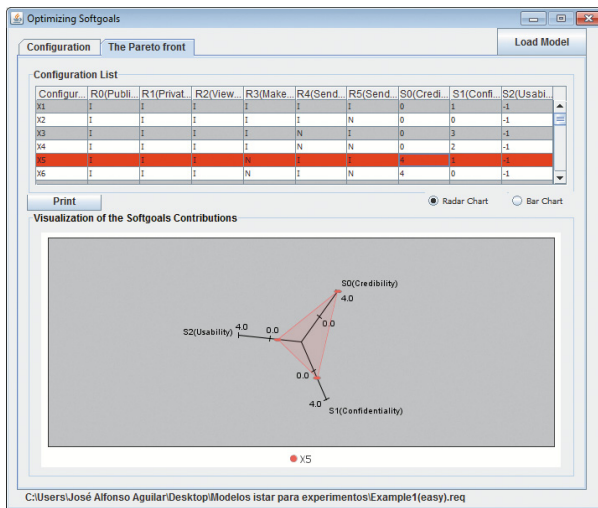 Optimizing Softgoals
Configuration The Pareto front Load Model
Configuration List
Configur... R0(Publi... R1(Privat... R2(View... R3(Make... R4(Send... R5(Send... S0(Credi... S1(Confi... S2(Usabi...
X1 I I I I I I 0 1 -1
X2 I I I I I N 0 0 -1
X3 I I I I N I 0 3 -1
X4 I I I I N N 0 2 -1
X5 I I I N I I 4 1 -1
X6 I I I N I N 4 0 -1
Print Radar Chart Bar Chart
Visualization of the Softgoals Contributions
S0(Credibility)
4.0
0.0
S2(Usability) 4.0 0.0
0.0
4.0
S1(Confidentiality)
X5
C:\Users\José Alfonso Aguilar\Desktop\Modelos istar para experimentos\Example1(easy).req